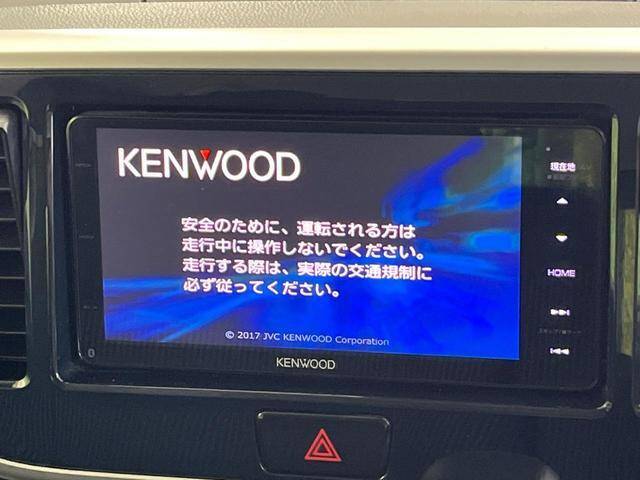 KENWOOD
現在地
安全のために、運転される方は
走行中に操作しないでください。
走行する際は、実際の交通規制に
必ず従ってください。
HOME
© 2017 JVC KENWOOD Corporation
KENWOOD